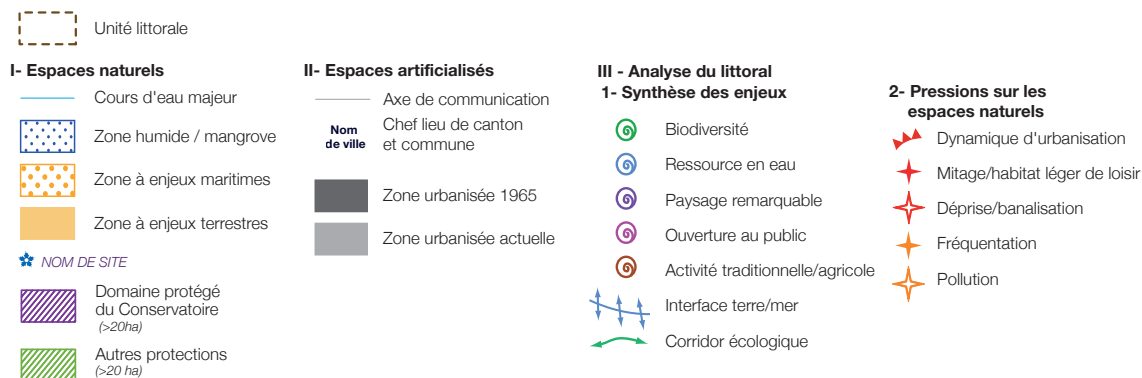 Unité littorale
I- Espaces naturels
Cours d'eau majeur
Zone humide / mangrove
Zone à enjeux maritimes
Zone à enjeux terrestres
NOM DE SITE
Domaine protégé
du Conservatoire
(>20ha)
Autres protections
(>20 ha)
II- Espaces artificialisés
Axe de communication
Nom
de ville
Chef lieu de canton
et commune
Zone urbanisée 1965
Zone urbanisée actuelle
III - Analyse du littoral
1- Synthèse des enjeux
Biodiversité
Ressource en eau
Paysage remarquable
Ouverture au public
Activité traditionnelle/agricole
Interface terre/mer
Corridor écologique
2- Pressions sur les
espaces naturels
Dynamique d'urbanisation
Mitage/habitat léger de loisir
Déprise/banalisation
Fréquentation
Pollution